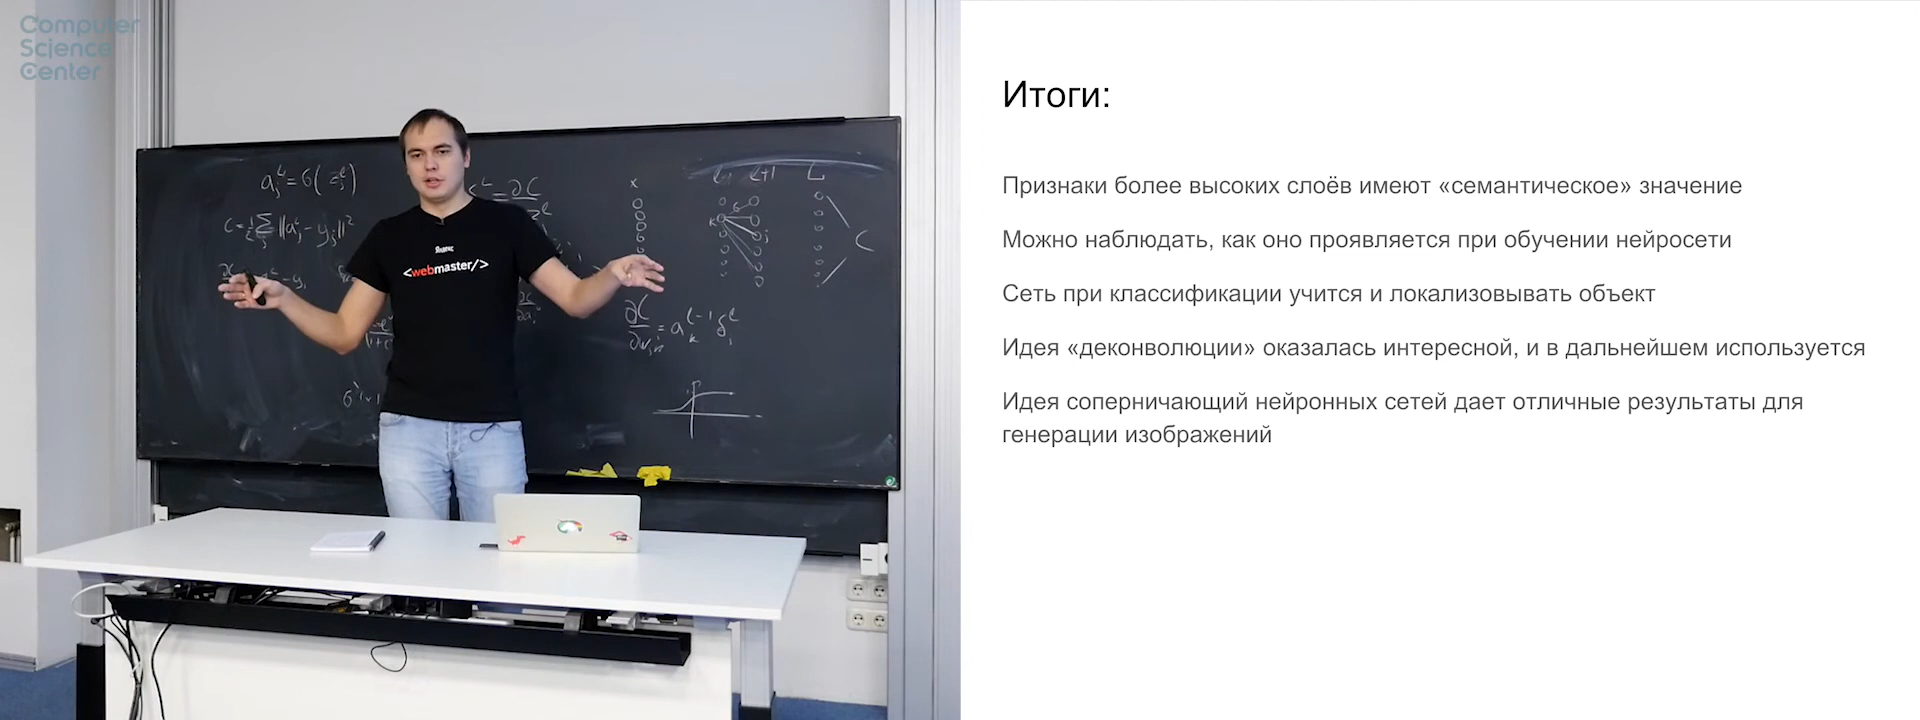 Computer
Science
Center
Яндекс
<webmaster/>
Итоги:
Признаки более высоких слоёв имеют «семантическое» значение
Можно наблюдать, как оно проявляется при обучении нейросети
Сеть при классификации учится и локализовывать объект
Идея «деконволюции» оказалась интересной, и в дальнейшем используется
Идея соперничающий нейронных сетей дает отличные результаты для
генерации изображений